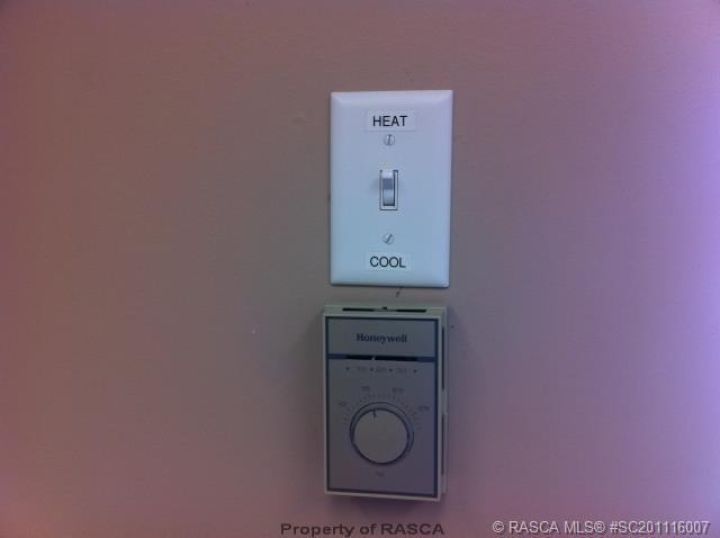 HEAT
COOL
Honeywell
Property of RASCA
© RASCA MLS® #SC201116007